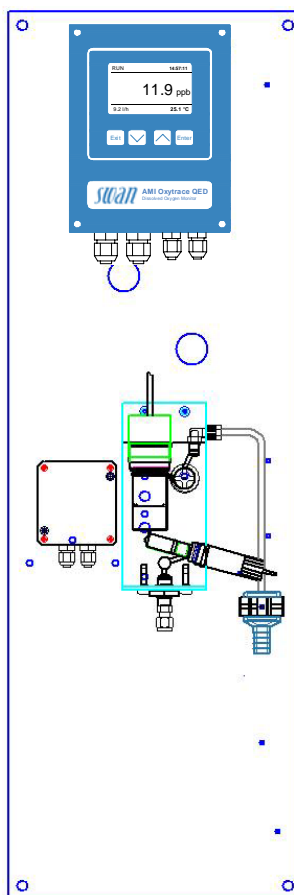 RUN 14:57:11
11.9 ppb
9.2 l/h 25.1 °C
Exit Enter
swan AMI Oxytrace QED
Dissolved Oxygen Monitor